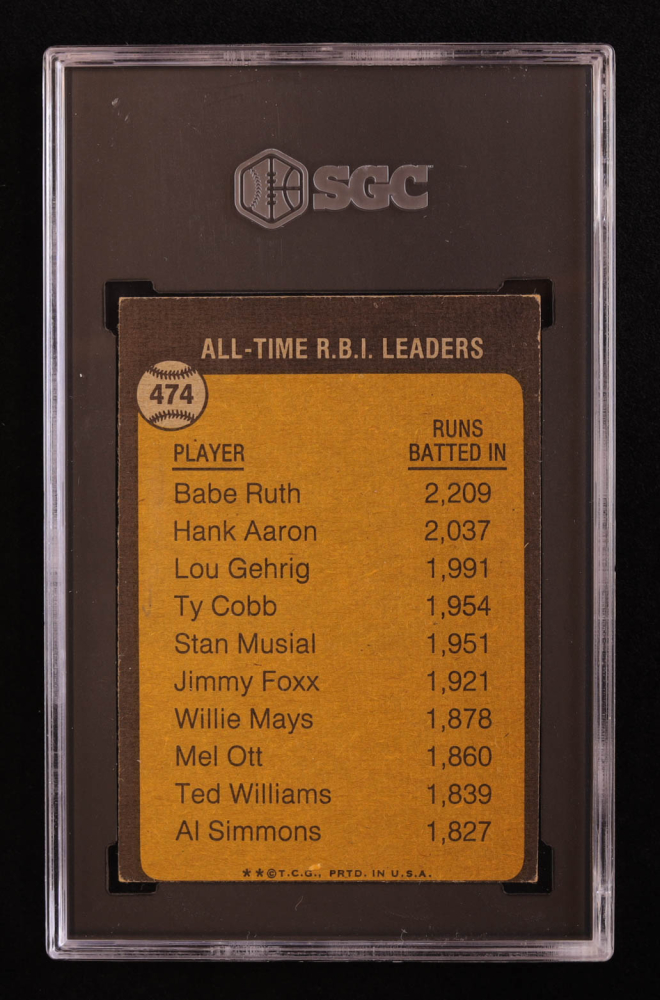 SGC
ALL-TIME R.B.I. LEADERS
474
PLAYER RUNS BATTED IN
Babe Ruth 2,209
Hank Aaron 2,037
Lou Gehrig 1,991
Ty Cobb 1,954
Stan Musial 1,951
Jimmy Foxx 1,921
Willie Mays 1,878
Mel Ott 1,860
Ted Williams 1,839
Al Simmons 1,827
**©T.C.G., PRTD. IN U.S.A.